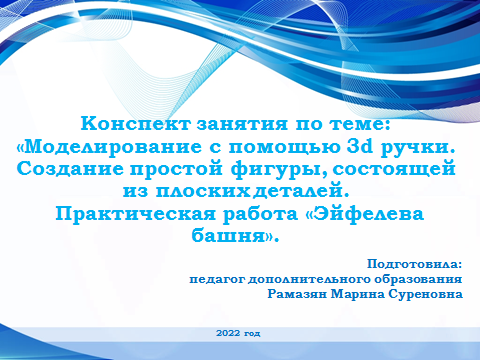 Конспект занятия по теме:
«Моделирование с помощью 3d ручки.
Создание простой фигуры, состоящей
из плоских деталей.
Практическая работа «Эйфелева
башня».
Подготовила:
педагог дополнительного образования
Рамазян Марина Суреновна
2022 год